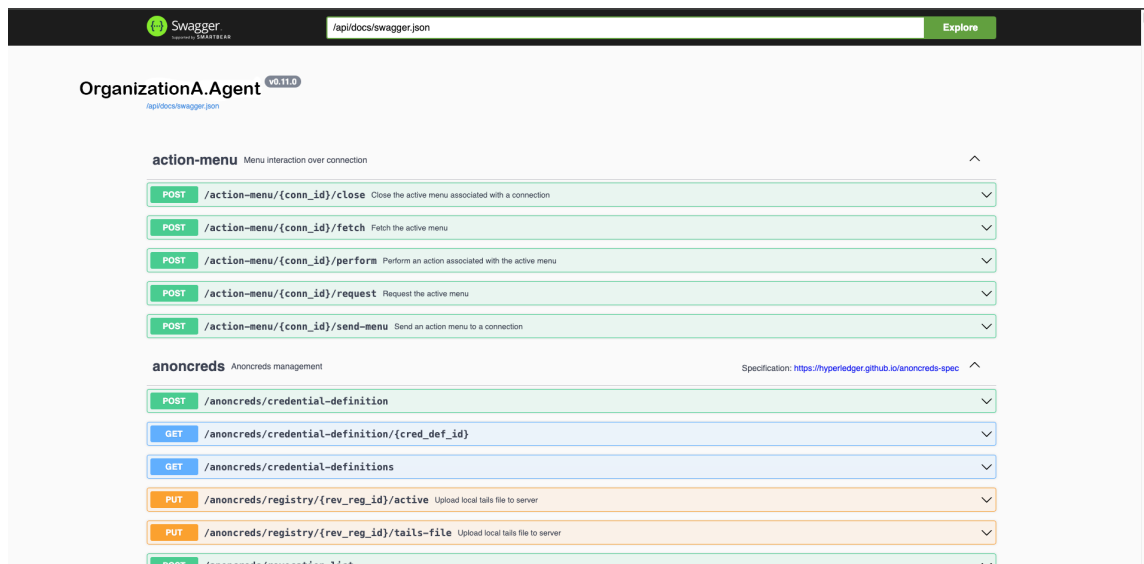 Swagger.
Supported by SMARTBEAR
/api/docs/swagger.json
Explore
OrganizationA.Agent v0.11.0
/api/docs/swagger.json
action-menu Menu interaction over connection
POST /action-menu/{conn_id}/close Close the active menu associated with a connection
POST /action-menu/{conn_id}/fetch Fetch the active menu
POST /action-menu/{conn_id}/perform Perform an action associated with the active menu
POST /action-menu/{conn_id}/request Request the active menu
POST /action-menu/{conn_id}/send-menu Send an action menu to a connection
anoncreds Anoncreds management Specification: https://hyperledger.github.io/anoncreds-spec
POST /anoncreds/credential-definition
GET /anoncreds/credential-definition/{cred_def_id}
GET /anoncreds/credential-definitions
PUT /anoncreds/registry/{rev_reg_id}/active Upload local tails file to server
PUT /anoncreds/registry/{rev_reg_id}/tails-file Upload local tails file to server